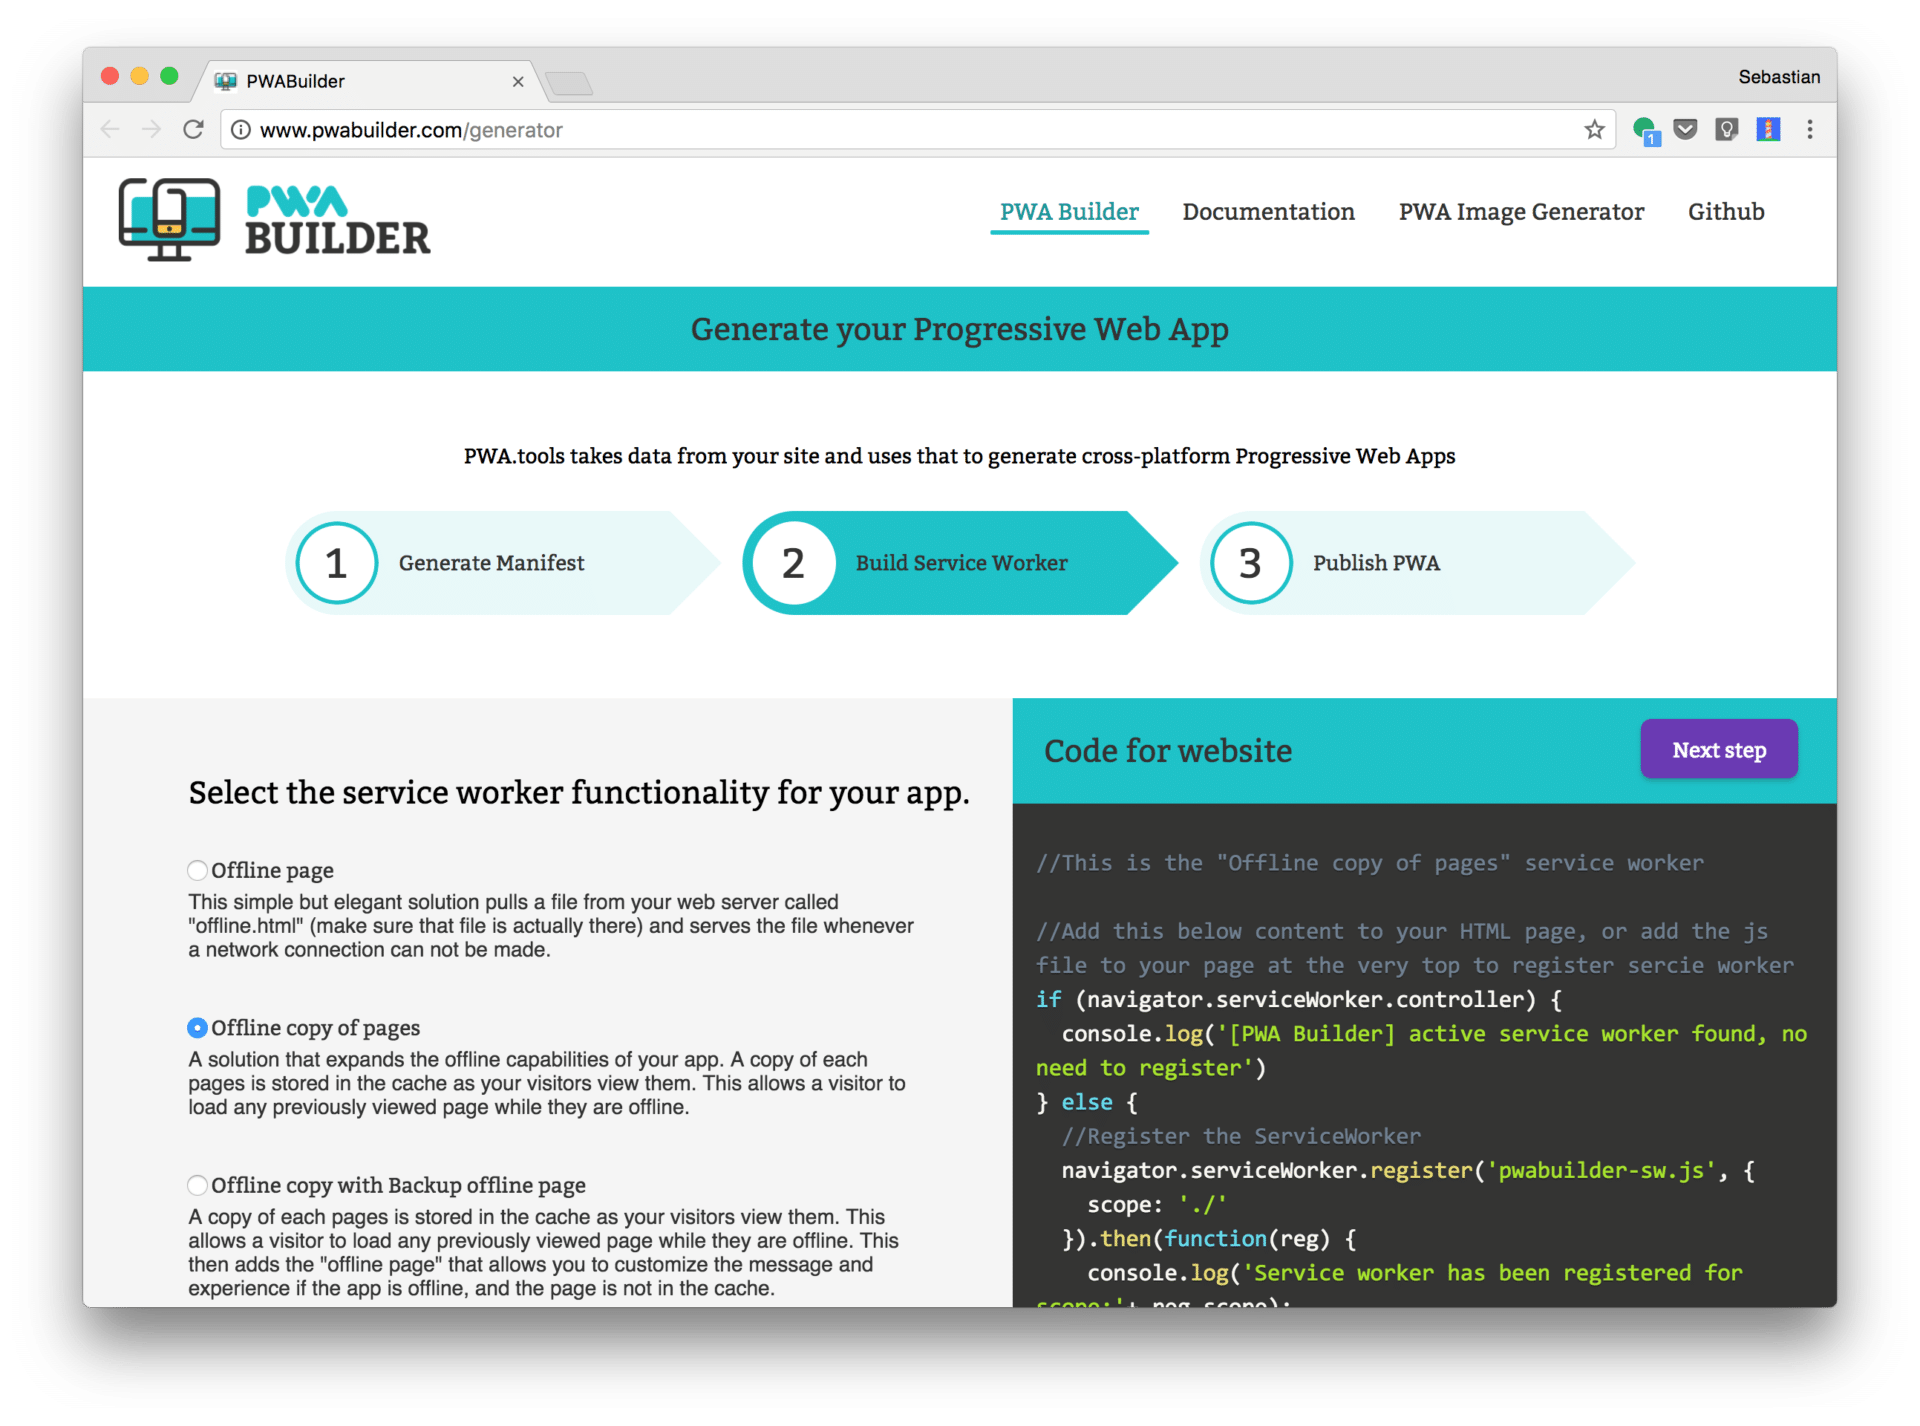 PWABuilder
Sebastian
www.pwabuilder.com/generator
1
PWA
BUILDER
PWA Builder
Documentation
PWA Image Generator
Github
Generate your Progressive Web App
PWA.tools takes data from your site and uses that to generate cross-platform Progressive Web Apps
1
Generate Manifest
2
Build Service Worker
3
Publish PWA
Select the service worker functionality for your app.
Offline page
This simple but elegant solution pulls a file from your web server called
"offline.html" (make sure that file is actually there) and serves the file whenever
a network connection can not be made.
Offline copy of pages
A solution that expands the offline capabilities of your app. A copy of each
pages is stored in the cache as your visitors view them. This allows a visitor to
load any previously viewed page while they are offline.
Offline copy with Backup offline page
A copy of each pages is stored in the cache as your visitors view them. This
allows a visitor to load any previously viewed page while they are offline. This
then adds the "offline page" that allows you to customize the message and
experience if the app is offline, and the page is not in the cache.
Code for website
Next step
//This is the "Offline copy of pages" service worker
//Add this below content to your HTML page, or add the js
file to your page at the very top to register sercie worker
if (navigator.serviceWorker.controller) {
console.log('[PWA Builder] active service worker found, no
need to register')
} else {
//Register the ServiceWorker
navigator.serviceWorker.register('pwabuilder-sw.js', {
scope: './'
}).then(function(reg) {
console.log('Service worker has been registered for
scope:'+ reg.scope);